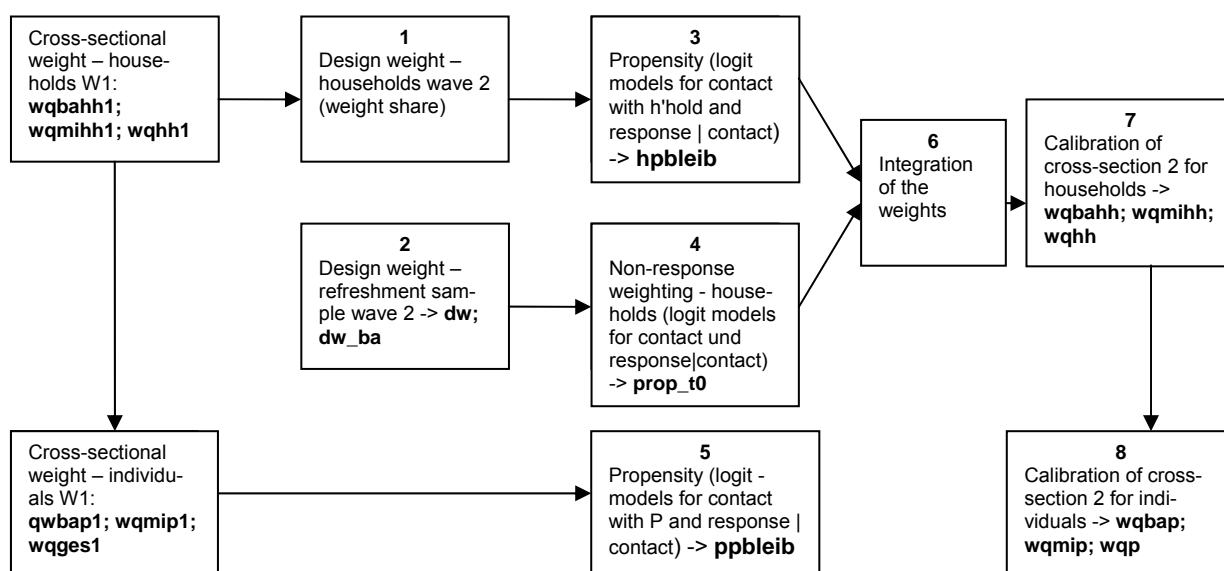 Cross-sectional
weight – house-
holds W1:
wqbahh1;
wqmihh1; wqhh1
1
Design weight –
households wave 2
(weight share)
3
Propensity (logit
models for contact
with h'hold and
response | contact)
-> hpbleib
2
Design weight –
refreshment sam-
ple wave 2 -> dw;
dw_ba
4
Non-response
weighting - house-
holds (logit models
for contact und
response|contact)
-> prop_t0
6
Integration
of the
weights
7
Calibration of
cross-section 2 for
households ->
wqbahh; wqmihh;
wqhh
Cross-sectional
weight – individu-
als W1:
qwbap1; wqmip1;
wqges1
5
Propensity (logit -
models for contact
with P and response |
contact) -> ppbleib
8
Calibration of cross-
section 2 for indi-
viduals -> wqbap;
wqmip; wqp